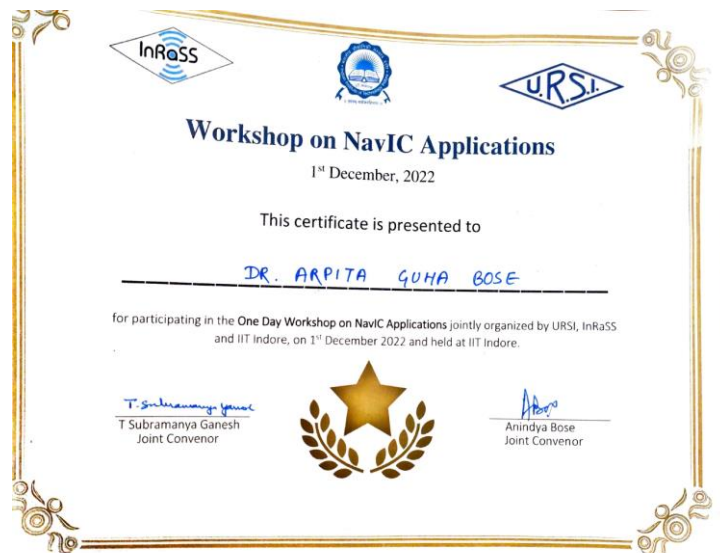 InRaSS
U.R.S.I.
Workshop on NavIC Applications
1st December, 2022
This certificate is presented to
DR. ARPITA GUHA BOSE
for participating in the One Day Workshop on NavIC Applications jointly organized by URSI, InRaSS
and IIT Indore, on 1st December 2022 and held at IIT Indore.
T Subramanya Ganesh
Joint Convenor
Anindya Bose
Joint Convenor